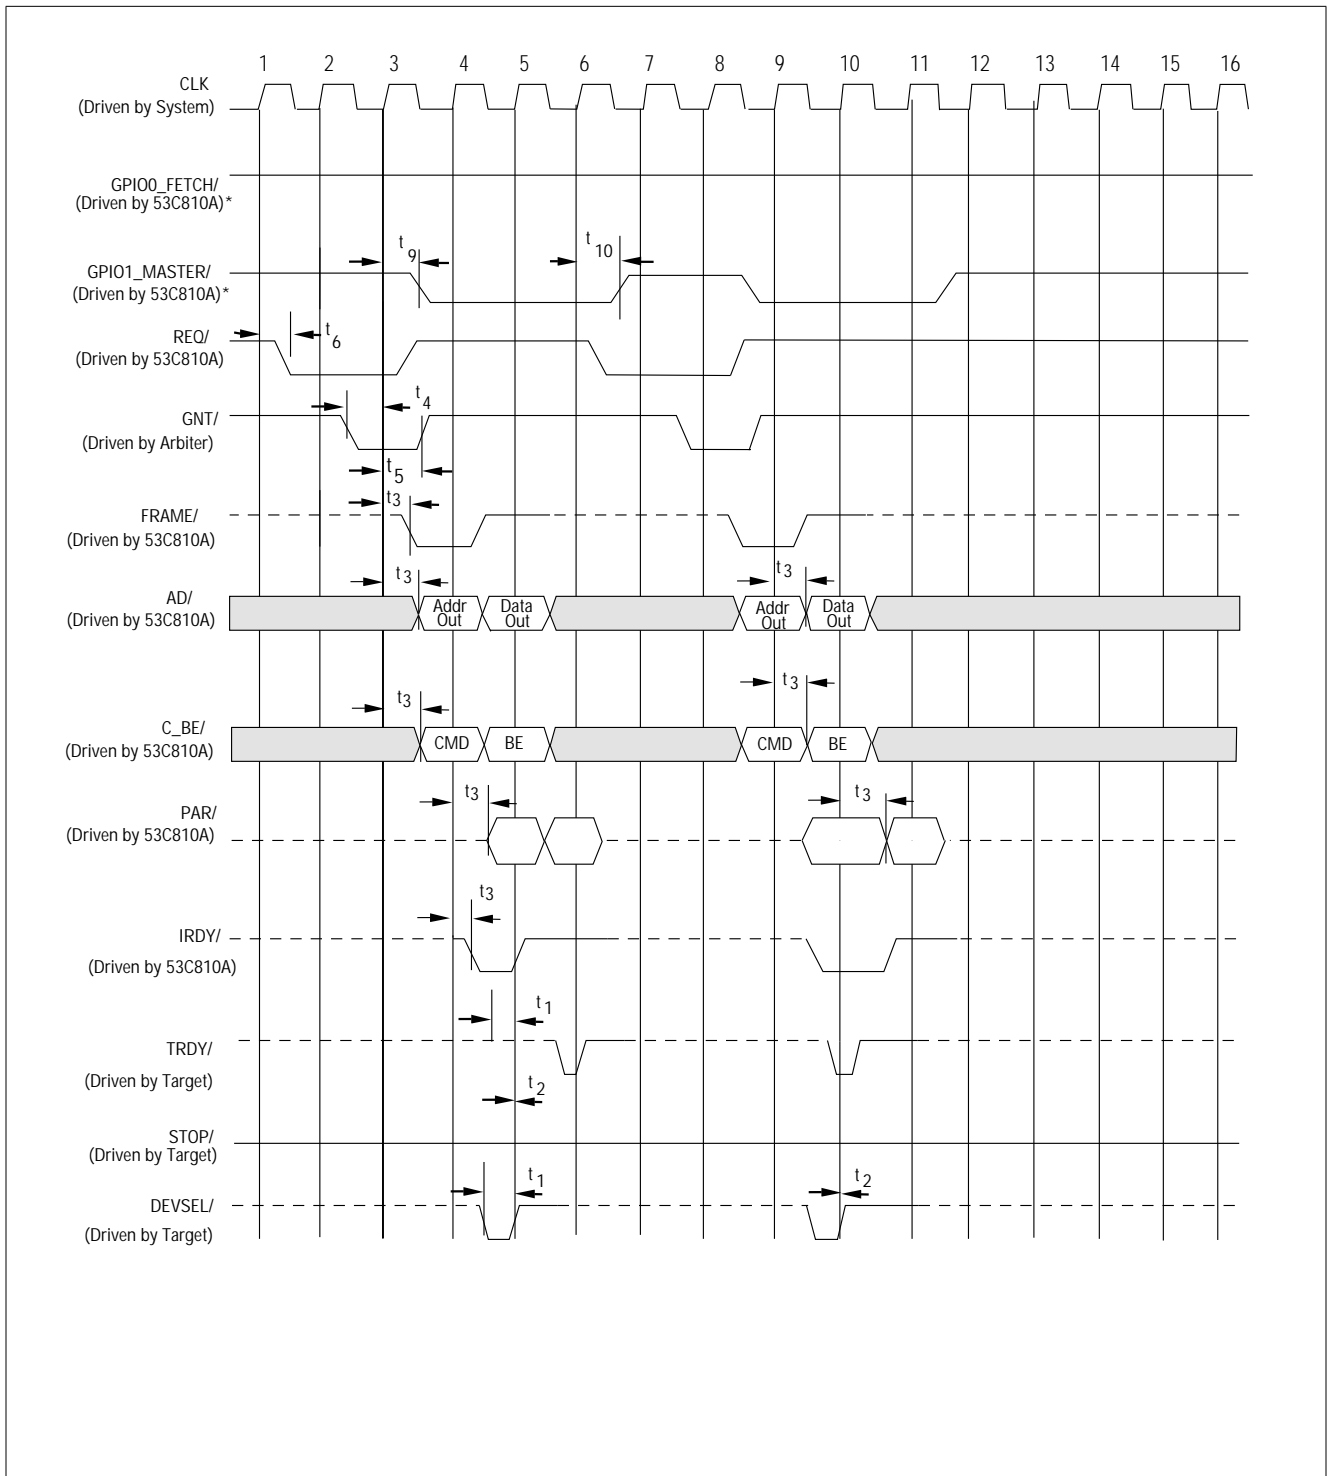 1 2 3 4 5 6 7 8 9 10 11 12 13 14 15 16
CLK
(Driven by System)
GPIO0_FETCH/
(Driven by 53C810A)*
t9 t10
GPIO1_MASTER/
(Driven by 53C810A)*
REQ/
(Driven by 53C810A)
t6
t4
GNT/
(Driven by Arbiter)
t5
t3
FRAME/
(Driven by 53C810A)
t3 t3
AD/
(Driven by 53C810A)
Addr Data Addr Data
Out Out Out Out
t3 t3
C_BE/
(Driven by 53C810A)
CMD BE CMD BE
t3 t3
PAR/
(Driven by 53C810A)
t3
IRDY/
(Driven by 53C810A)
t1
TRDY/
(Driven by Target)
t2
STOP/
(Driven by Target)
t1 t2
DEVSEL/
(Driven by Target)